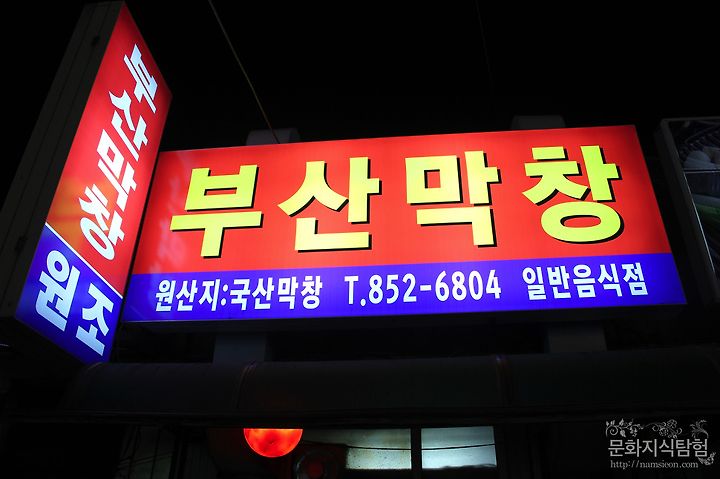 부산막창
원조
부산막창
원산지:국산막창 T.852-6804 일반음식점
문화지식탐험
http://namsieon.com